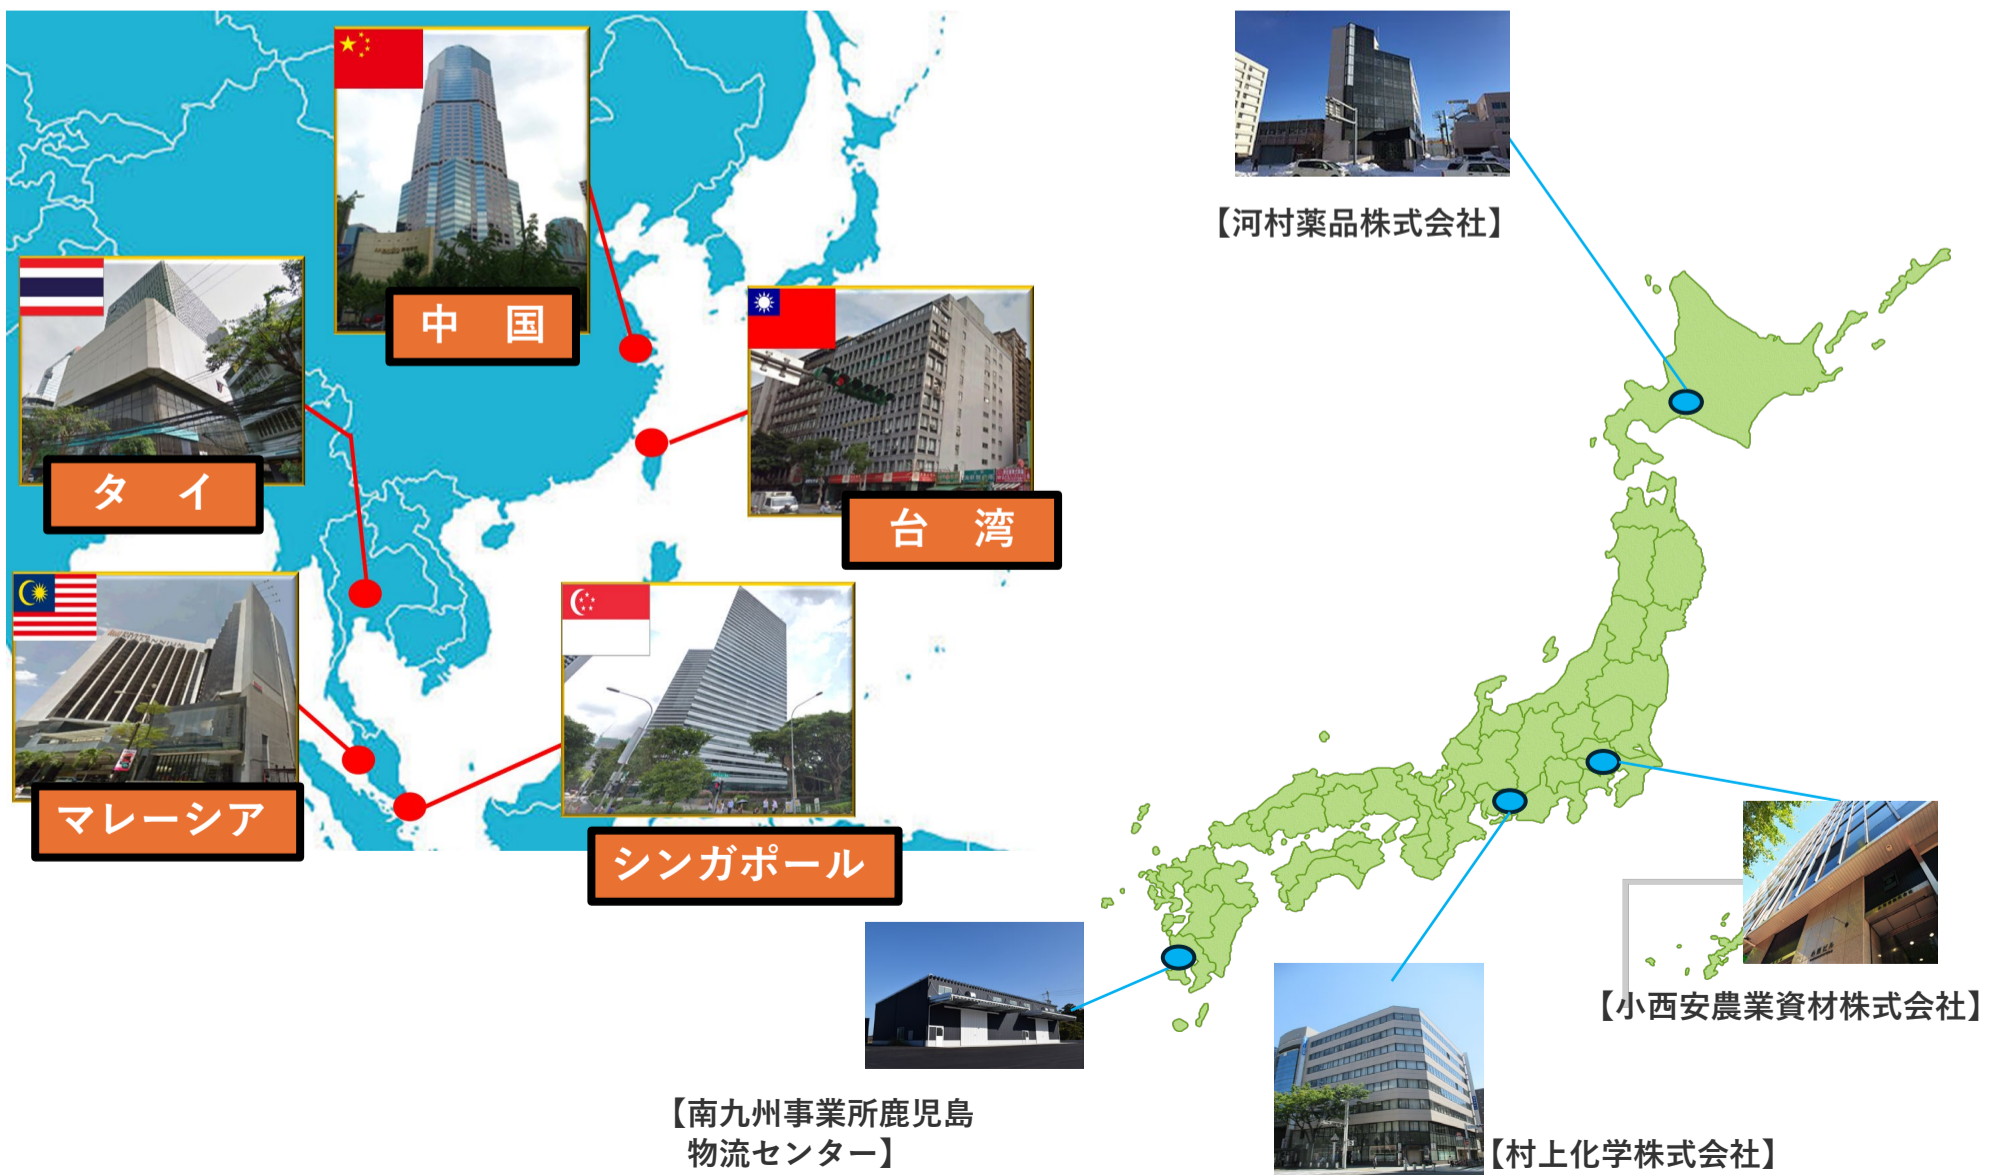 中　国
タ　イ
台　湾
マレーシア
シンガポール
【河村薬品株式会社】
【小西安農業資材株式会社】
【南九州事業所鹿児島
物流センター】
【村上化学株式会社】